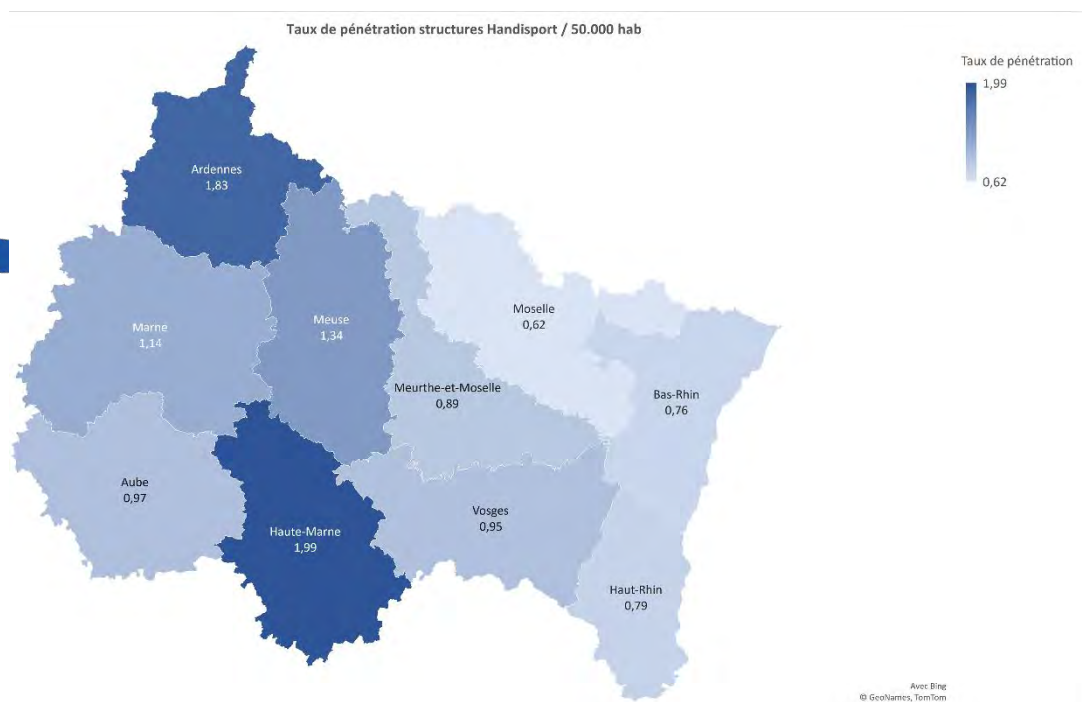 Taux de pénétration structures Handisport / 50.000 hab
Taux de pénétration
1,99
0,62
Ardennes
1,83
Marne
1,14
Meuse
1,34
Moselle
0,62
Meurthe-et-Moselle
0,89
Bas-Rhin
0,76
Aube
0,97
Haute-Marne
1,99
Vosges
0,95
Haut-Rhin
0,79
Avec Bing
© GeoNames, TomTom